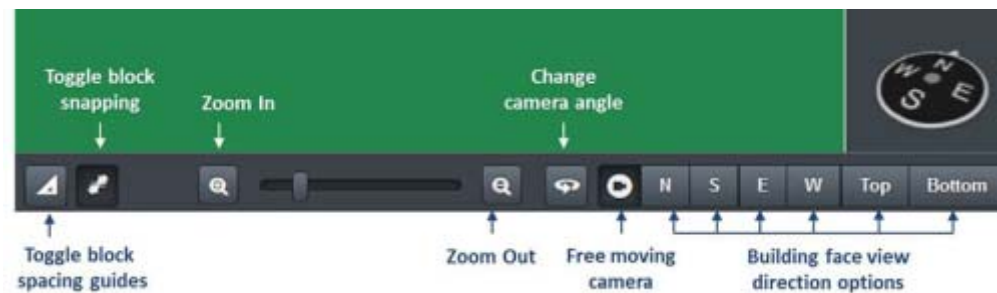 Toggle block
snapping
Zoom In
Change
camera angle
N
W
E
S
N S E W Top Bottom
Toggle block
spacing guides
Zoom Out
Free moving
camera
Building face view
direction options